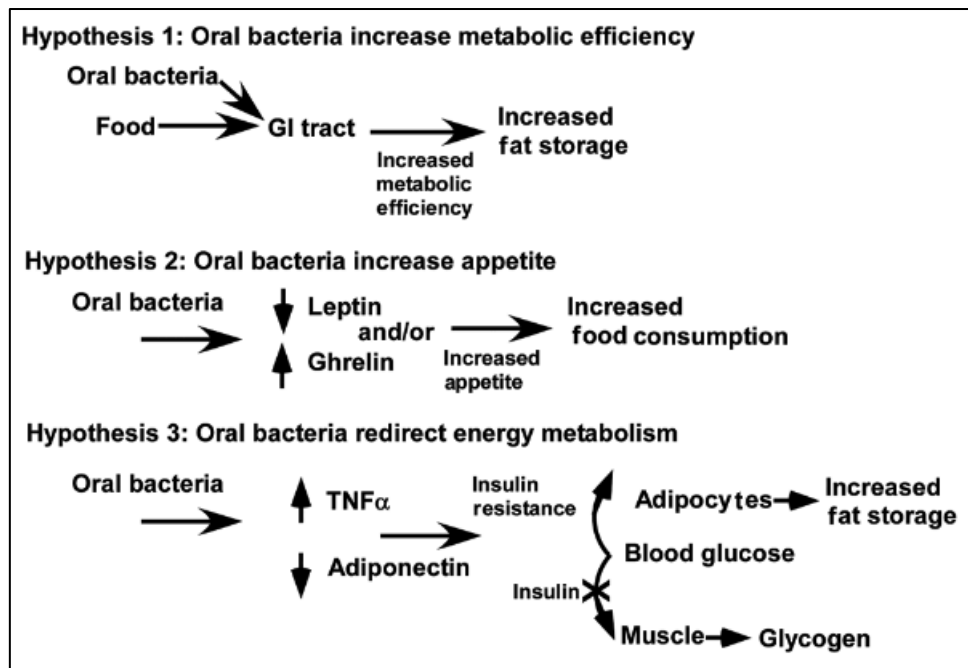 Hypothesis 1: Oral bacteria increase metabolic efficiency
Oral bacteria
Food
GI tract
Increased
metabolic
efficiency
Increased
fat storage
Hypothesis 2: Oral bacteria increase appetite
Oral bacteria
Leptin
and/or
Ghrelin
Increased
appetite
Increased
food consumption
Hypothesis 3: Oral bacteria redirect energy metabolism
Oral bacteria
TNFα
Adiponectin
Insulin
resistance
Adipocytes
Increased
fat storage
Blood glucose
Insulin
Muscle
Glycogen